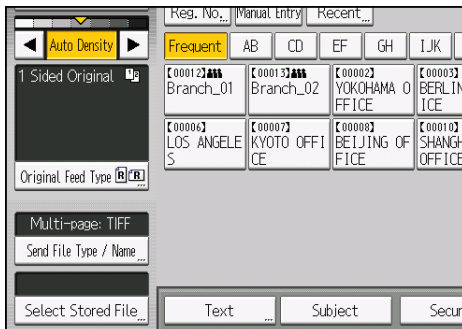 Reg. No. Manual Entry Recent
Auto Density
Frequent AB CD EF GH IJK
1 Sided Original
[00012] [00013] [00002] [00003]
Branch_01 Branch_02 YOKOHAMA O BERLIN
FFICE ICE
[00006] [00007] [00008] [00010]
LOS ANGELE KYOTO OFFI BEIJING OF SHANGH
S CE FICE OFFICE
Original Feed Type R R
Multi-page: TIFF
Send File Type / Name
Select Stored File Text Subject Secur